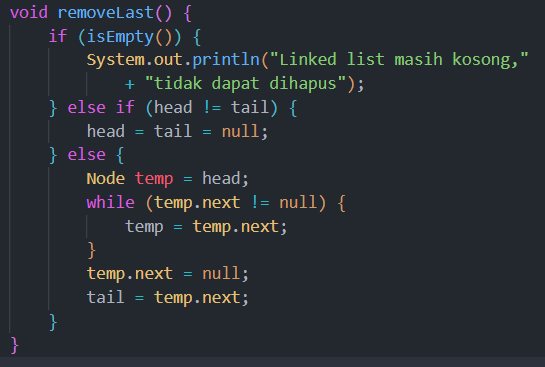 void removeLast() {
    if (isEmpty()) {
        System.out.println("Linked list masih kosong,"
            + "tidak dapat dihapus");
    } else if (head != tail) {
        head = tail = null;
    } else {
        Node temp = head;
        while (temp.next != null) {
            temp = temp.next;
        }
        temp.next = null;
        tail = temp.next;
    }
}